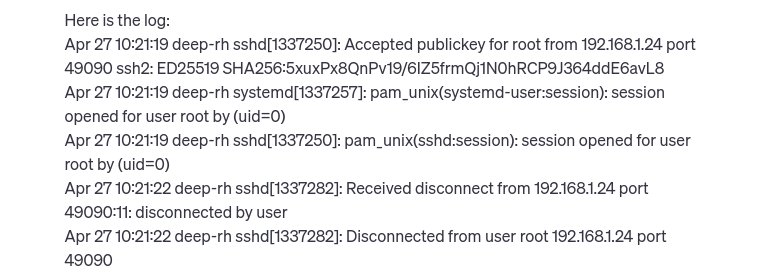 Here is the log:
Apr 27 10:21:19 deep-rh sshd[1337250]: Accepted publickey for root from 192.168.1.24 port
49090 ssh2: ED25519 SHA256:5xuxPx8QnPv19/6IZ5frmQj1N0hRCP9J364ddE6avL8
Apr 27 10:21:19 deep-rh systemd[1337257]: pam_unix(systemd-user:session): session
opened for user root by (uid=0)
Apr 27 10:21:19 deep-rh sshd[1337250]: pam_unix(sshd:session): session opened for user
root by (uid=0)
Apr 27 10:21:22 deep-rh sshd[1337282]: Received disconnect from 192.168.1.24 port
49090:11: disconnected by user
Apr 27 10:21:22 deep-rh sshd[1337282]: Disconnected from user root 192.168.1.24 port
49090